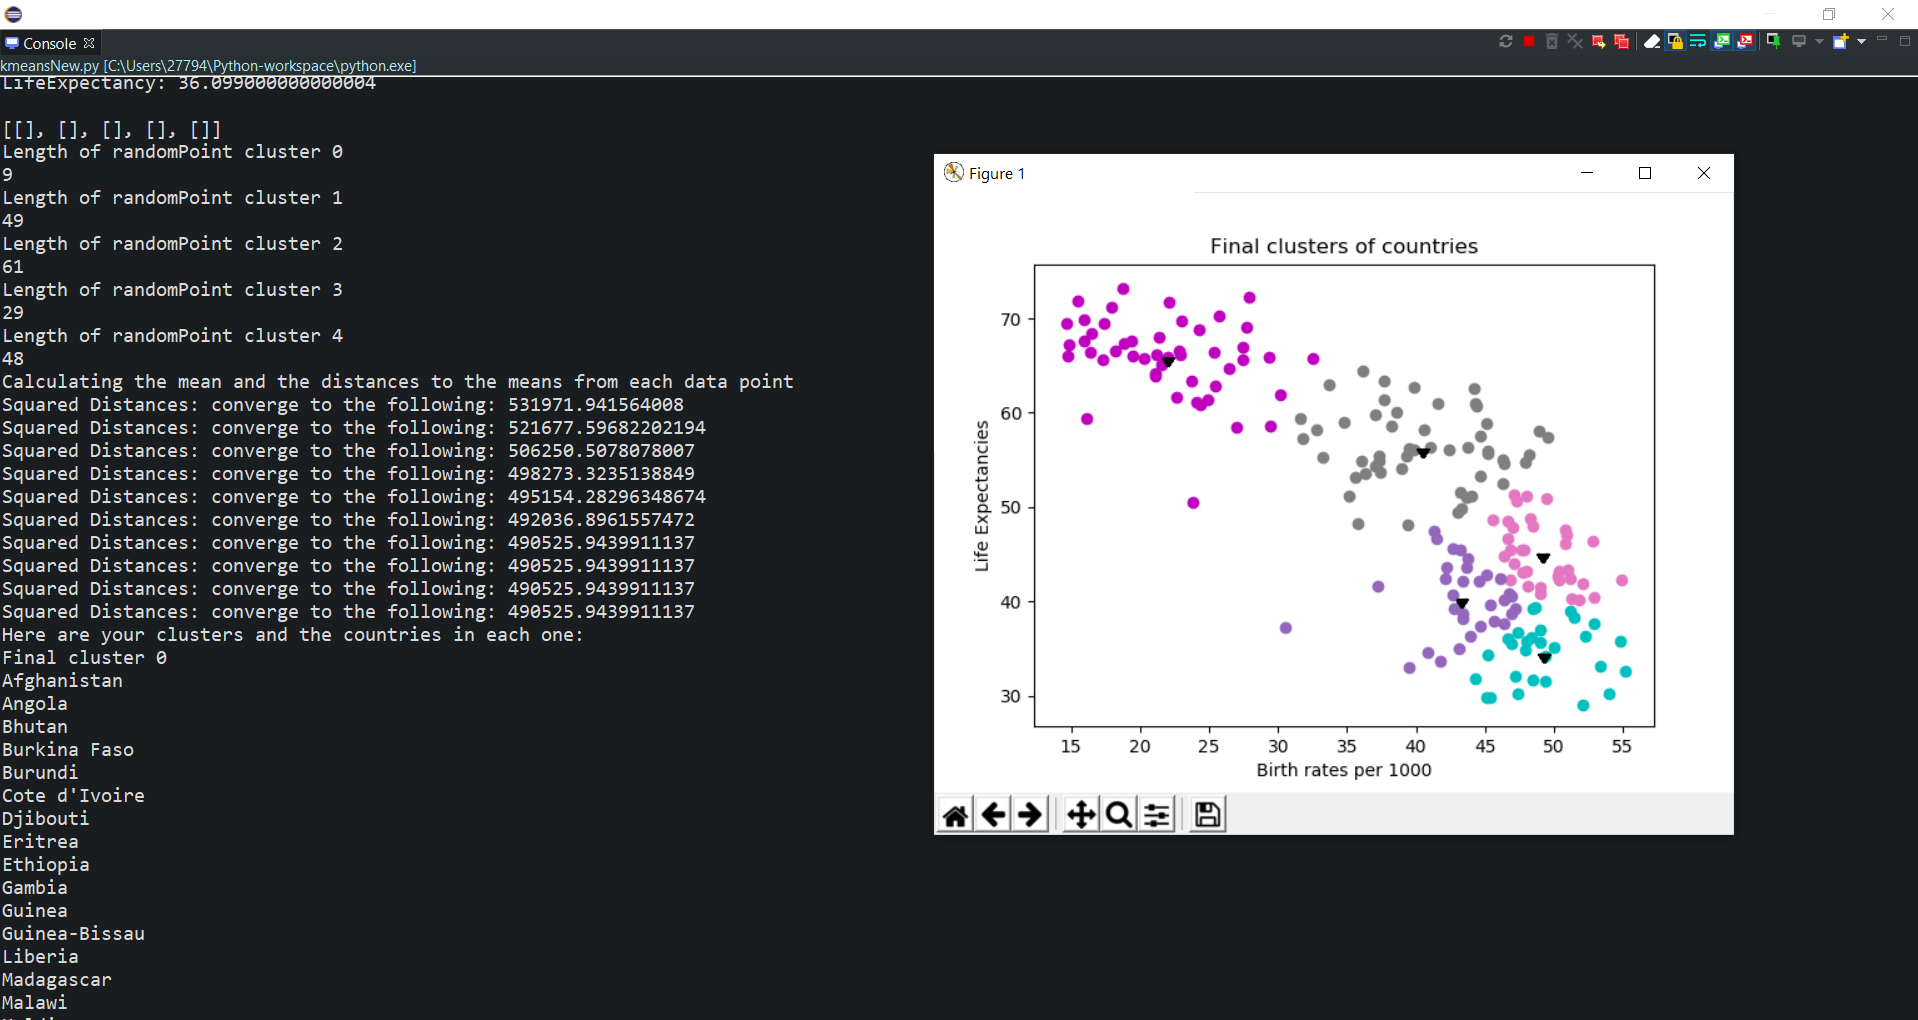 Console
kmeansNew.py [C:\Users\27794\Python-workspace\python.exe]
LifeExpectancy: 36.099000000000004
[[], [], [], [], []]
Length of randomPoint cluster 0
9
Length of randomPoint cluster 1
49
Length of randomPoint cluster 2
61
Length of randomPoint cluster 3
29
Length of randomPoint cluster 4
48
Calculating the mean and the distances to the means from each data point
Squared Distances: converge to the following: 531971.941564008
Squared Distances: converge to the following: 521677.59682202194
Squared Distances: converge to the following: 506250.5078078007
Squared Distances: converge to the following: 498273.3235138849
Squared Distances: converge to the following: 495154.28296348674
Squared Distances: converge to the following: 492036.8961557472
Squared Distances: converge to the following: 490525.9439911137
Squared Distances: converge to the following: 490525.9439911137
Squared Distances: converge to the following: 490525.9439911137
Squared Distances: converge to the following: 490525.9439911137
Here are your clusters and the countries in each one:
Final cluster 0
Afghanistan
Angola
Bhutan
Burkina Faso
Burundi
Cote d'Ivoire
Djibouti
Eritrea
Ethiopia
Gambia
Guinea
Guinea-Bissau
Liberia
Madagascar
Malawi
Figure 1
Final clusters of countries
70
60
50
40
30
Life Expectancies
15 20 25 30 35 40 45 50 55
Birth rates per 1000